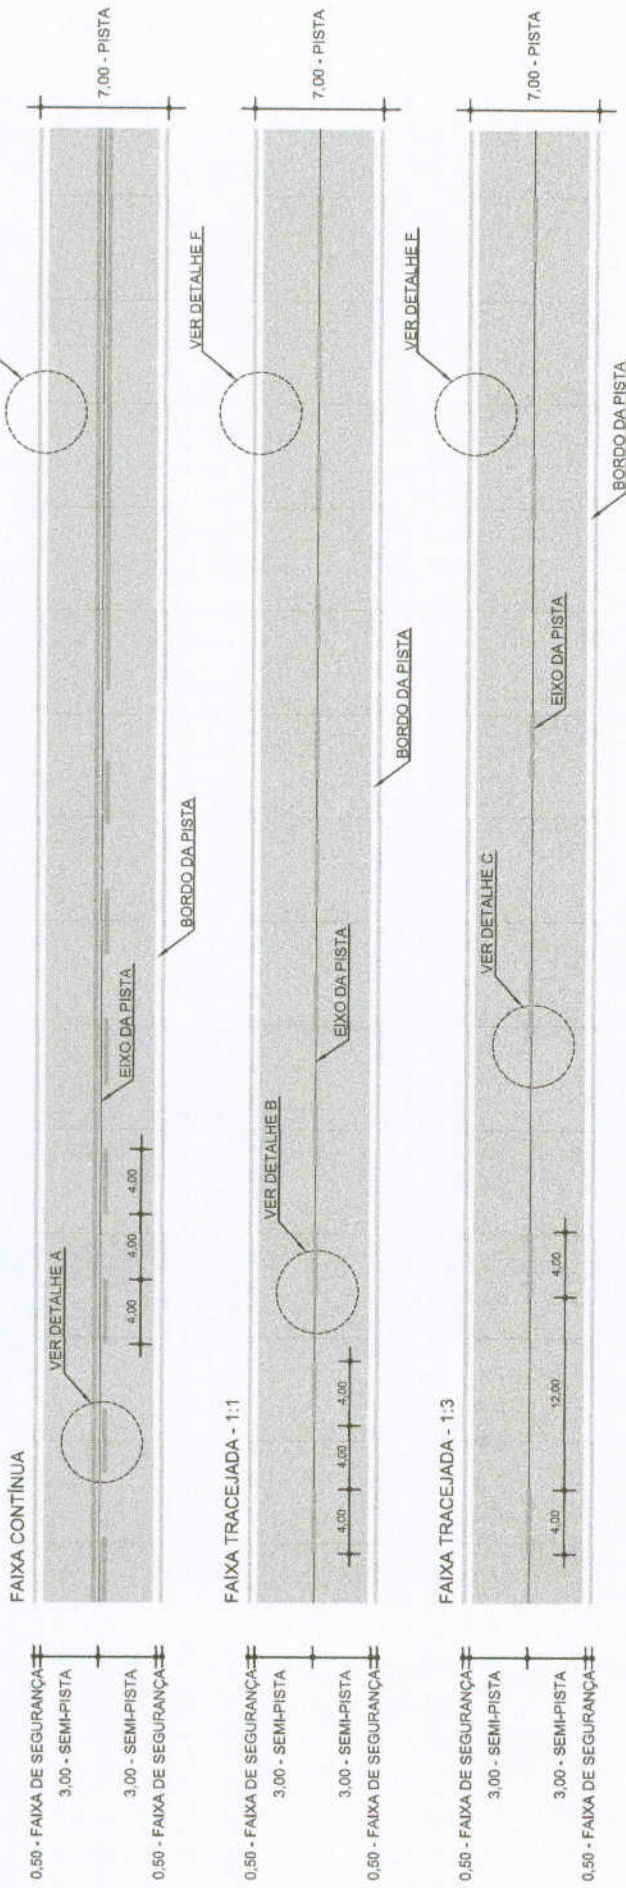 FAIXA CONTÍNUA
0,50 - FAIXA DE SEGURANÇA
3,00 - SEMI-PISTA
3,00 - SEMI-PISTA
0,50 - FAIXA DE SEGURANÇA
VER DETALHE A
4,00
4,00
4,00
EIXO DA PISTA
BORDO DA PISTA
7,00 - PISTA
FAIXA TRACEJADA - 1:1
0,50 - FAIXA DE SEGURANÇA
3,00 - SEMI-PISTA
3,00 - SEMI-PISTA
0,50 - FAIXA DE SEGURANÇA
4,00
4,00
4,00
VER DETALHE B
EIXO DA PISTA
BORDO DA PISTA
VER DETALHE F
7,00 - PISTA
FAIXA TRACEJADA - 1:3
0,50 - FAIXA DE SEGURANÇA
3,00 - SEMI-PISTA
3,00 - SEMI-PISTA
0,50 - FAIXA DE SEGURANÇA
4,00
12,00
4,00
VER DETALHE C
EIXO DA PISTA
BORDO DA PISTA
VER DETALHE F
7,00 - PISTA